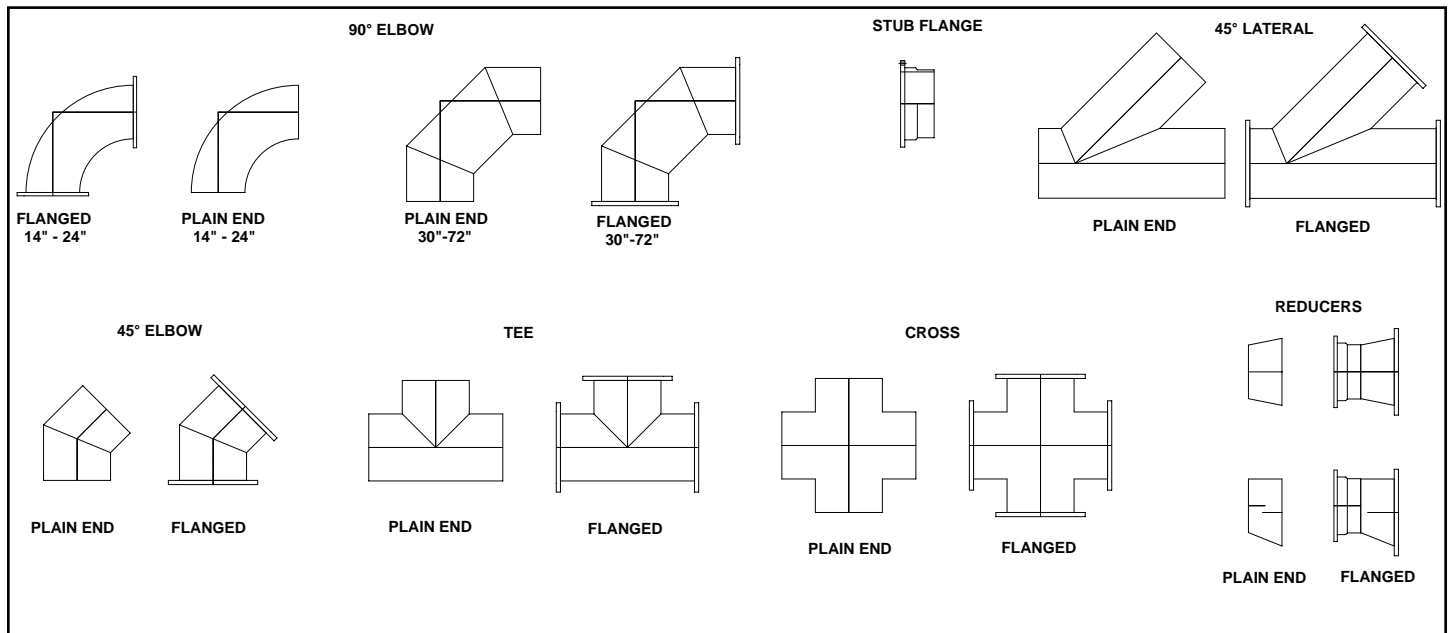 90° ELBOW
STUB FLANGE
45° LATERAL
FLANGED
14" - 24"
PLAIN END
14" - 24"
PLAIN END
30"-72"
FLANGED
30"-72"
PLAIN END
FLANGED
45° ELBOW
TEE
CROSS
REDUCERS
PLAIN END
FLANGED
PLAIN END
FLANGED
PLAIN END
FLANGED
PLAIN END
FLANGED